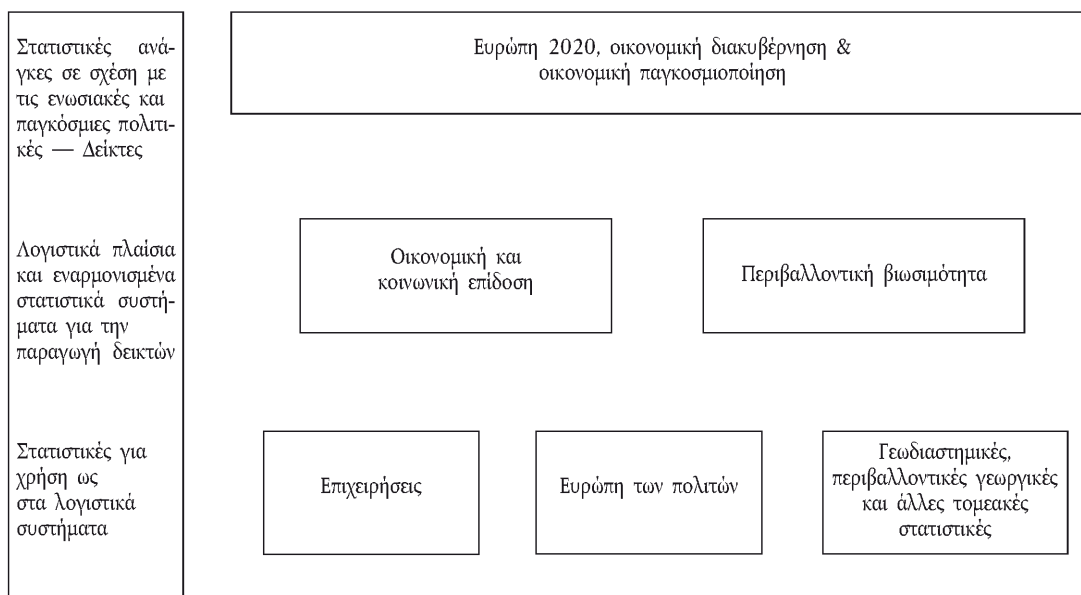 Στατιστικές ανά-
γκες σε σχέση με
τις ενωσιακές και
παγκόσμιες πολιτι-
κές — Δείκτες
Ευρώπη 2020, οικονομική διακυβέρνηση &
οικονομική παγκοσμιοποίηση
Λογιστικά πλαίσια
και εναρμονισμένα
στατιστικά συστή-
ματα για την
παραγωγή δεικτών
Οικονομική και
κοινωνική επίδοση
Περιβαλλοντική βιωσιμότητα
Στατιστικές για
χρήση ως
στα λογιστικά
συστήματα
Επιχειρήσεις
Ευρώπη των πολιτών
Γεωδιαστημικές,
περιβαλλοντικές γεωργικές
και άλλες τομεακές
στατιστικές